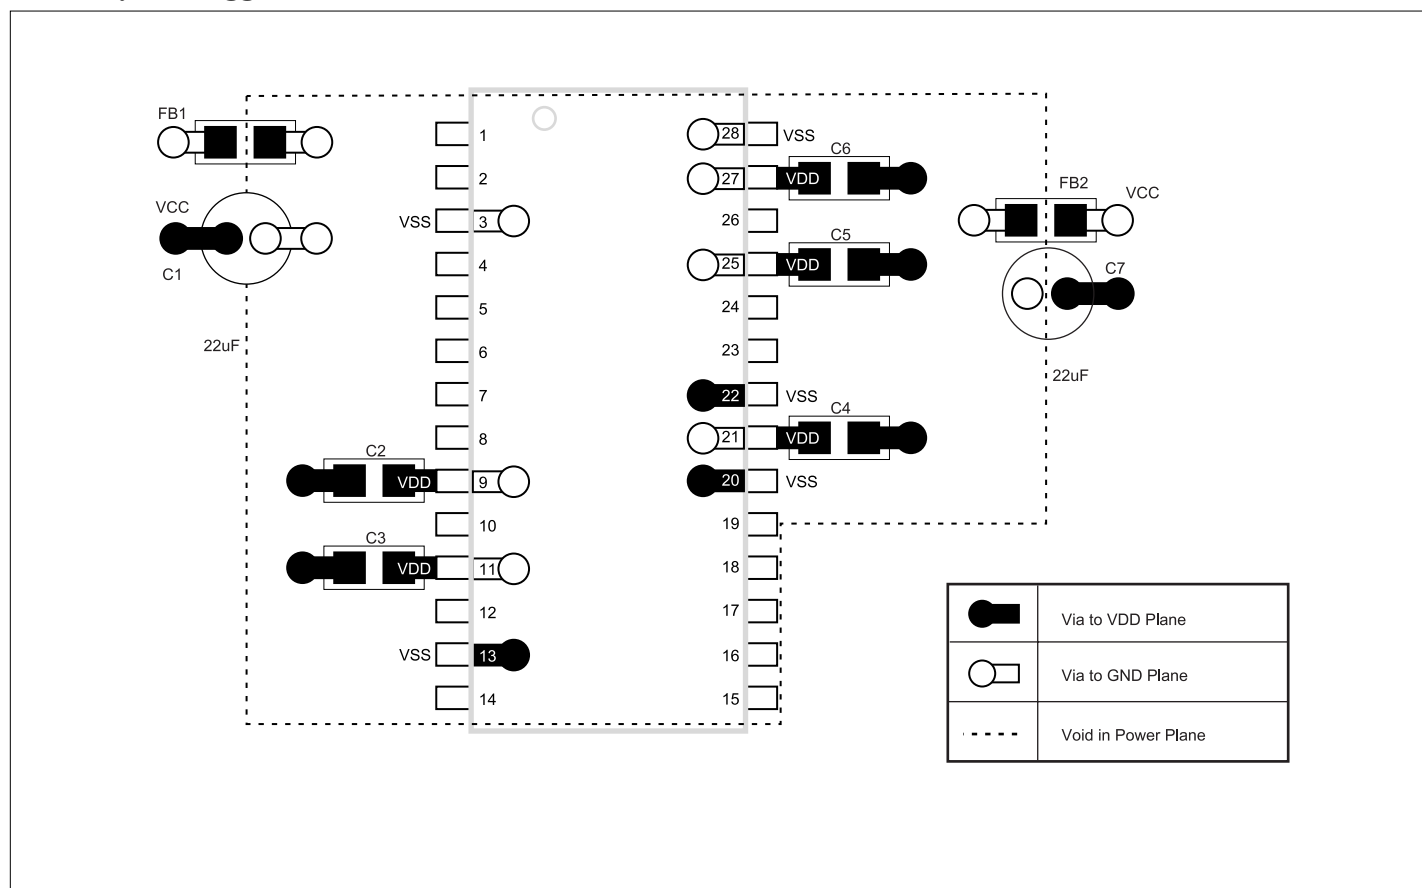 FB1
VCC
C1
22uF
VSS
C2
VDD
C3
VDD
VSS
1
2
3
4
5
6
7
8
9
10
11
12
13
14
28
27
26
25
24
23
22
21
20
19
18
17
16
15
VSS
C6
VDD
C5
VDD
VSS
C4
VDD
VSS
FB2
VCC
C7
22uF
Via to VDD Plane
Via to GND Plane
Void in Power Plane